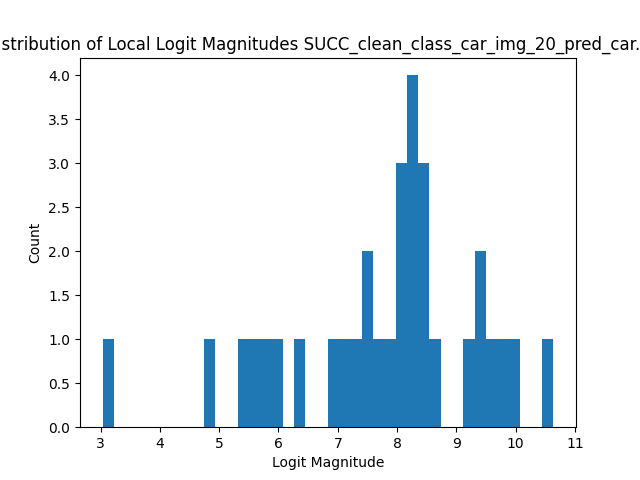 stribution of Local Logit Magnitudes SUCC_clean_class_car_img_20_pred_car.
4.0
3.5
3.0
2.5
2.0
1.5
1.0
0.5
0.0
Count
3 4 5 6 7 8 9 10 11
Logit Magnitude